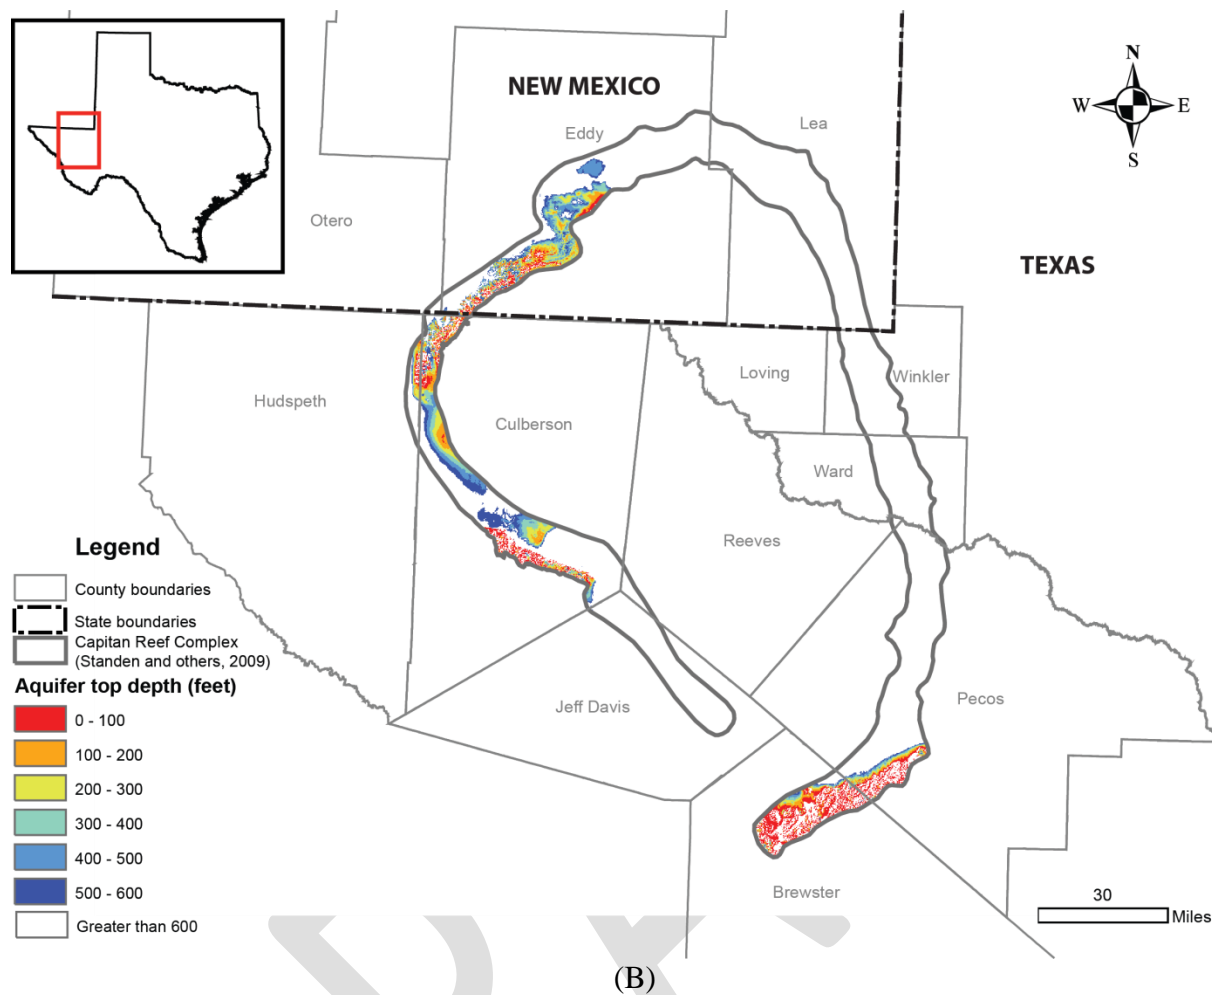 NEW MEXICO
Eddy
Lea
N
W
E
S
Otero
TEXAS
Loving
Winkler
Hudspeth
Culberson
Ward
Reeves
Legend
County boundaries
State boundaries
Capitan Reef Complex
(Standen and others, 2009)
Aquifer top depth (feet)
0 - 100
100 - 200
200 - 300
300 - 400
400 - 500
500 - 600
Greater than 600
Jeff Davis
Pecos
Brewster
30
Miles
(B)